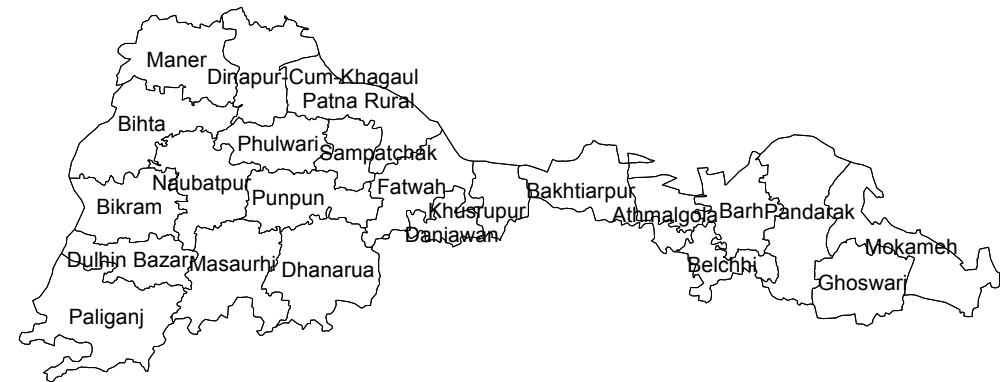 Maner
Dinapur-Cum-Khagaul
Patna Rural
Bihta
Phulwari
Sampatchak
Naubatpur
Punpun
Fatwah
Bakhtiarpur
Bikram
Khusrupur
Athmalgola
Barh
Pandarak
Danjawan
Mokameh
Dulhin Bazar
Masaurhi
Dhanarua
Belchhi
Ghoswari
Paliganj